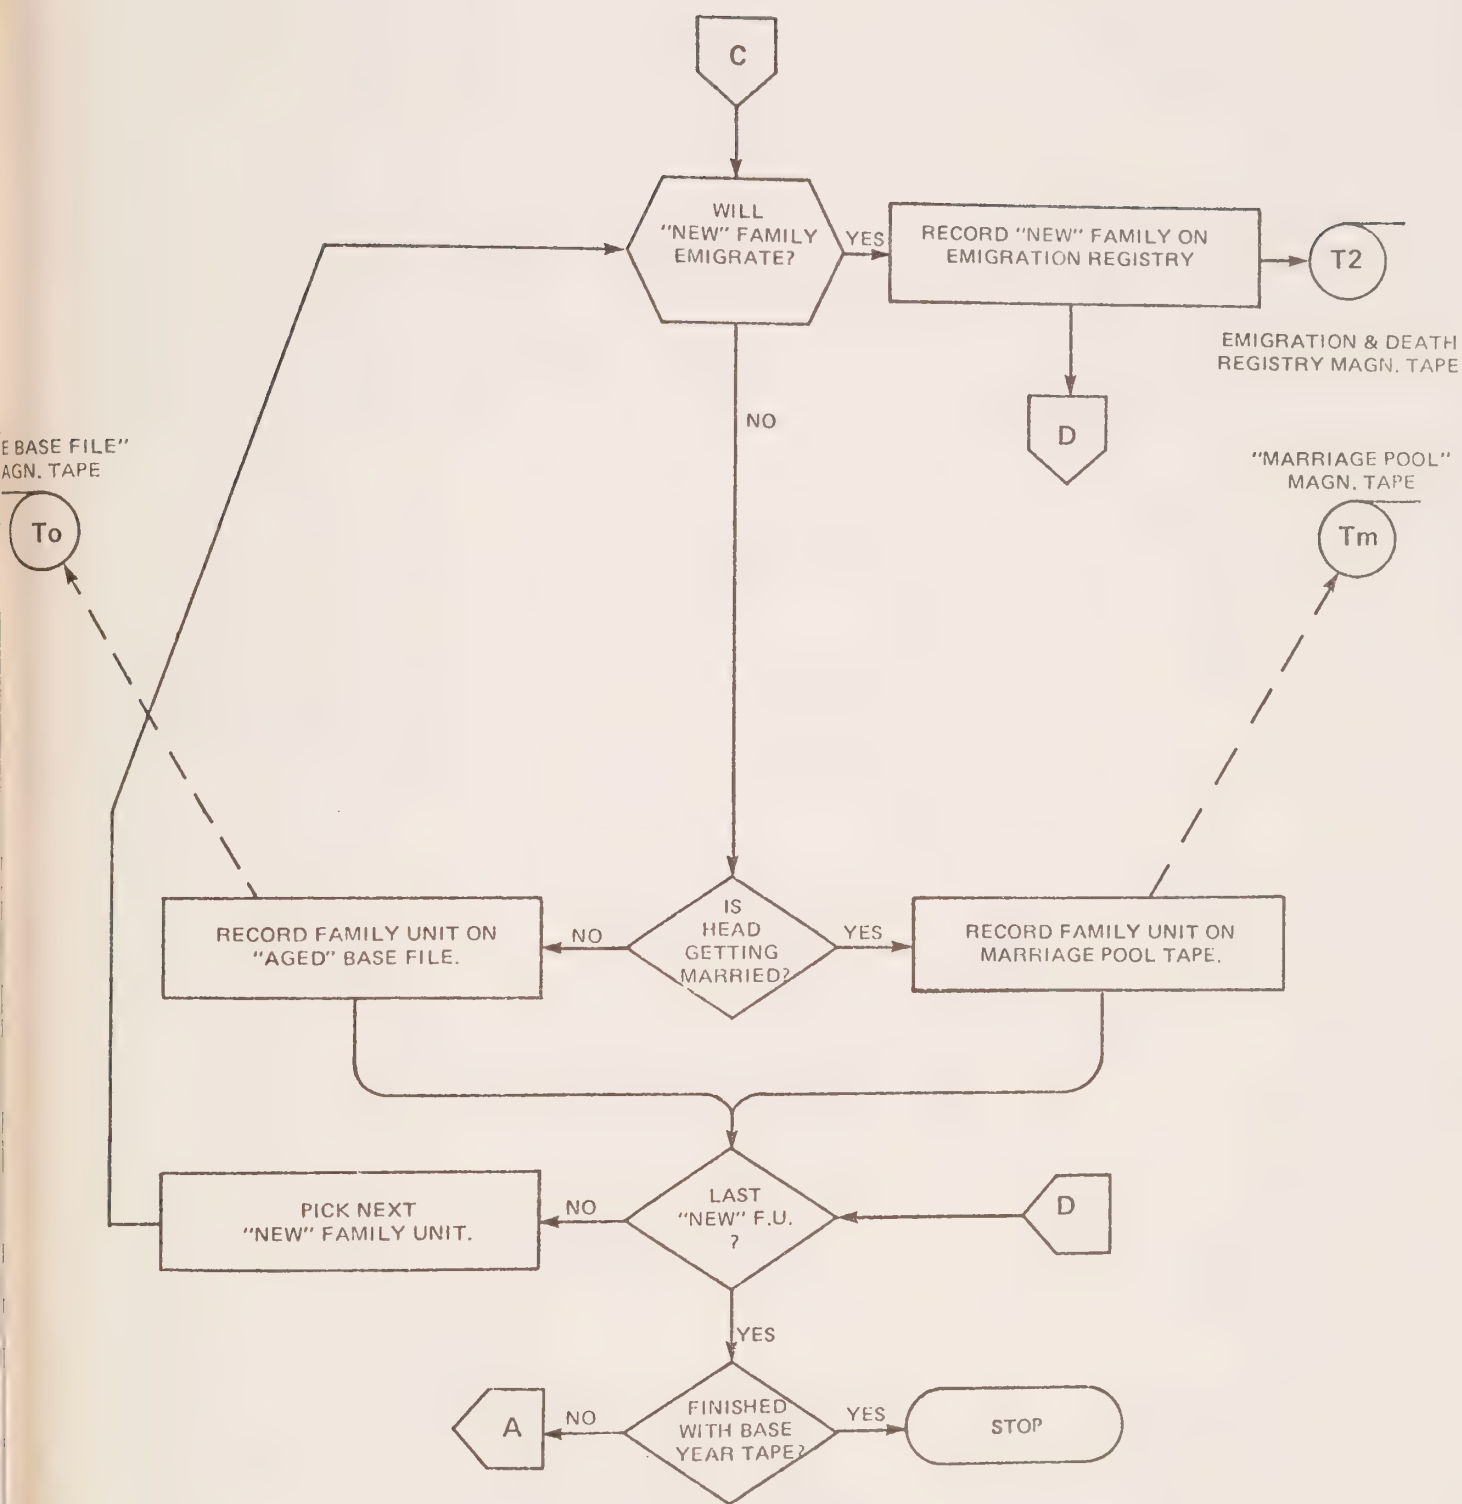 C
WILL
"NEW" FAMILY
EMIGRATE?
YES
RECORD "NEW" FAMILY ON
EMIGRATION REGISTRY
T2
EMIGRATION & DEATH
REGISTRY MAGN. TAPE
NO
D
E BASE FILE"
AGN. TAPE
To
"MARRIAGE POOL"
MAGN. TAPE
Tm
RECORD FAMILY UNIT ON
"AGED" BASE FILE.
NO
IS
HEAD
GETTING
MARRIED?
YES
RECORD FAMILY UNIT ON
MARRIAGE POOL TAPE.
PICK NEXT
"NEW" FAMILY UNIT.
NO
LAST
"NEW" F.U.
?
D
YES
A
NO
FINISHED
WITH BASE
YEAR TAPE?
YES
STOP